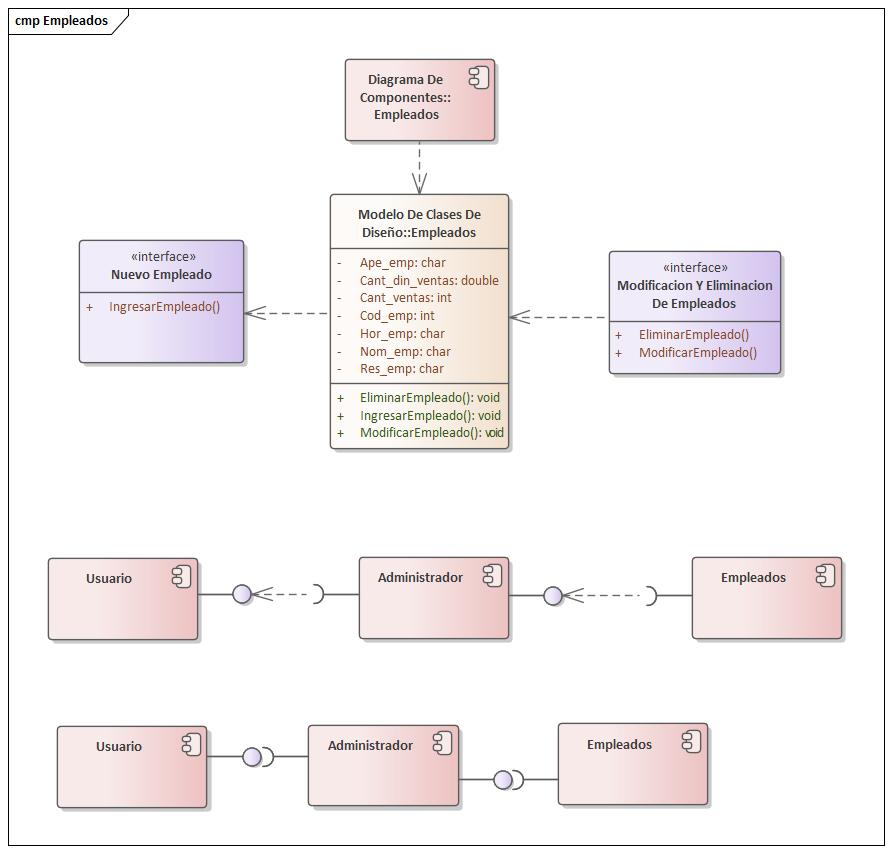 cmp Empleados
Diagrama De
Componentes::
Empleados
Modelo De Clases De
Diseño::Empleados
- Ape_emp: char
- Cant_din_ventas: double
- Cant_ventas: int
- Cod_emp: int
- Hor_emp: char
- Nom_emp: char
- Res_emp: char
+ EliminarEmpleado(): void
+ IngresarEmpleado(): void
+ ModificarEmpleado(): void
«interface»
Nuevo Empleado
+ IngresarEmpleado()
«interface»
Modificacion Y Eliminacion
De Empleados
+ EliminarEmpleado()
+ ModificarEmpleado()
Usuario
Administrador
Empleados
Usuario
Administrador
Empleados